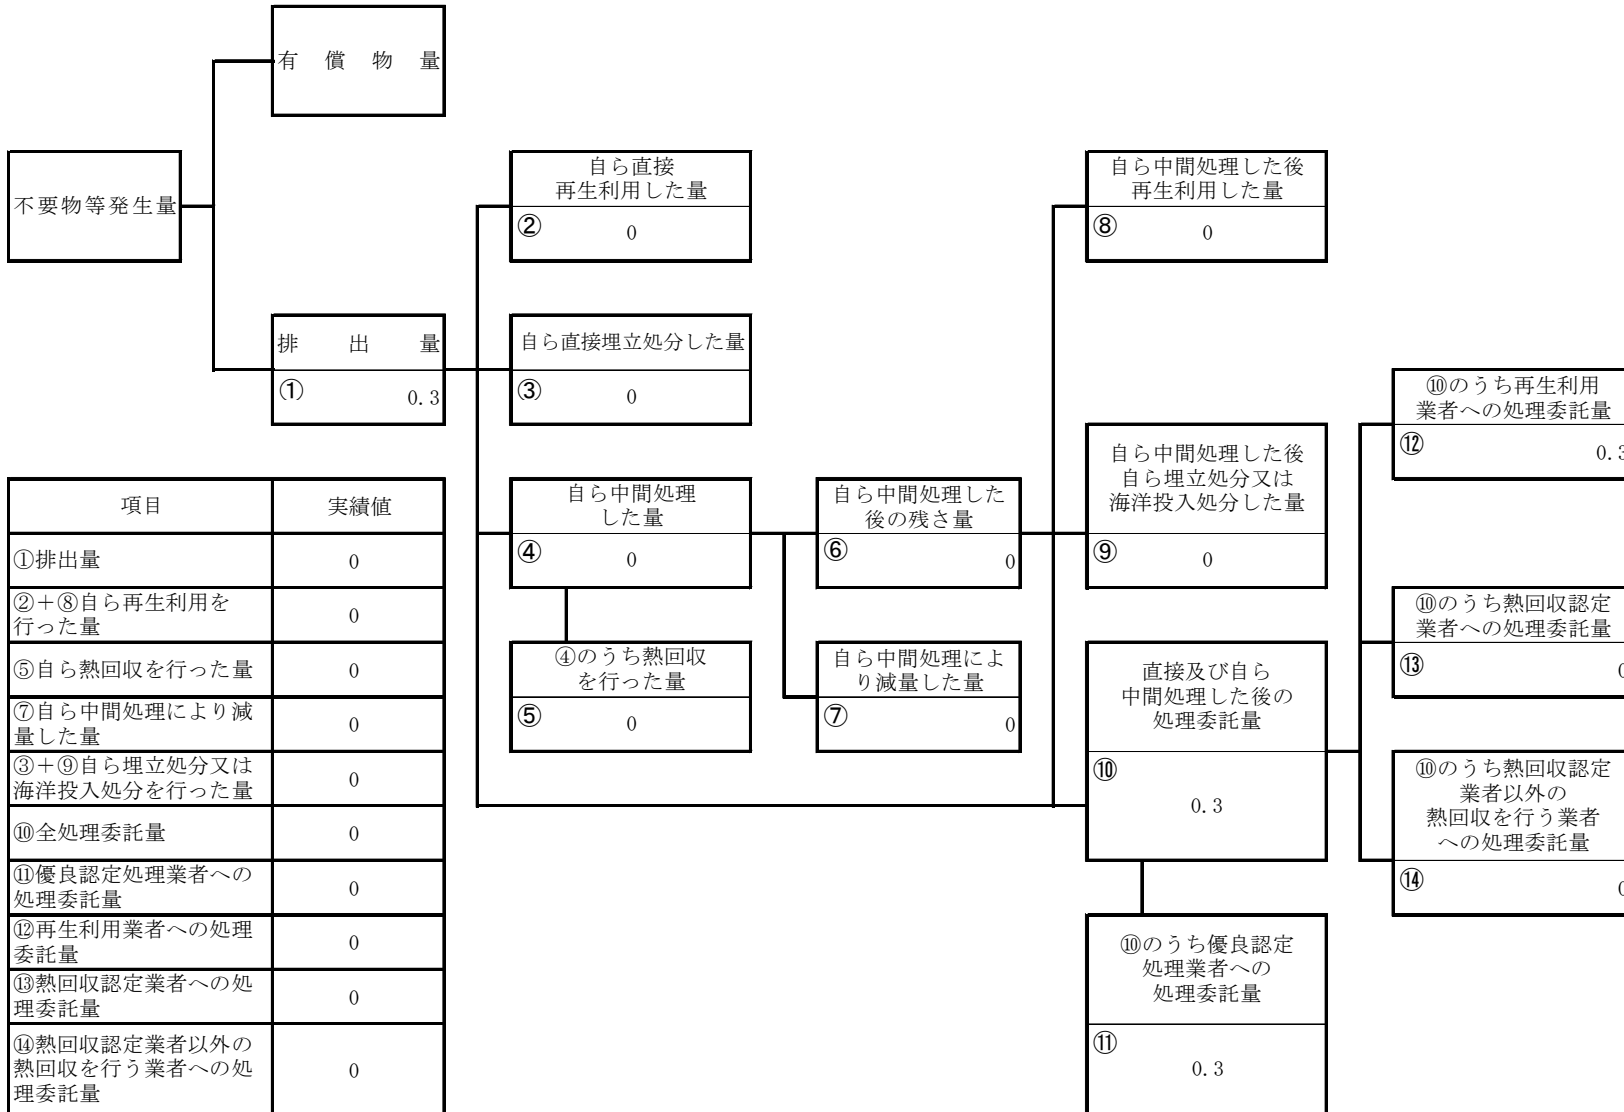 有償物量
不要物等発生量
排出量
① 0.3
自ら直接
再生利用した量
② 0
自ら直接埋立処分した量
③ 0
自ら中間処理
した量
④ 0
④のうち熱回収
を行った量
⑤ 0
自ら中間処理した
後の残さ量
⑥ 0
自ら中間処理によ
り減量した量
⑦ 0
自ら中間処理した後
再生利用した量
⑧ 0
自ら中間処理した後
自ら埋立処分又は
海洋投入処分した量
⑨ 0
直接及び自ら
中間処理した後の
処理委託量
⑩
0.3
⑩のうち優良認定
処理業者への
処理委託量
⑪
0.3
⑩のうち再生利用
業者への処理委託量
⑫ 0.3
⑩のうち熱回収認定
業者への処理委託量
⑬ 0
⑩のうち熱回収認定
業者以外の
熱回収を行う業者
への処理委託量
⑭ 0
項目 実績値
①排出量 0
②+⑧自ら再生利用を
行った量 0
⑤自ら熱回収を行った量 0
⑦自ら中間処理により減
量した量 0
③+⑨自ら埋立処分又は
海洋投入処分を行った量 0
⑩全処理委託量 0
⑪優良認定処理業者への
処理委託量 0
⑫再生利用業者への処理
委託量 0
⑬熱回収認定業者への処
理委託量 0
⑭熱回収認定業者以外の
熱回収を行う業者への処
理委託量 0